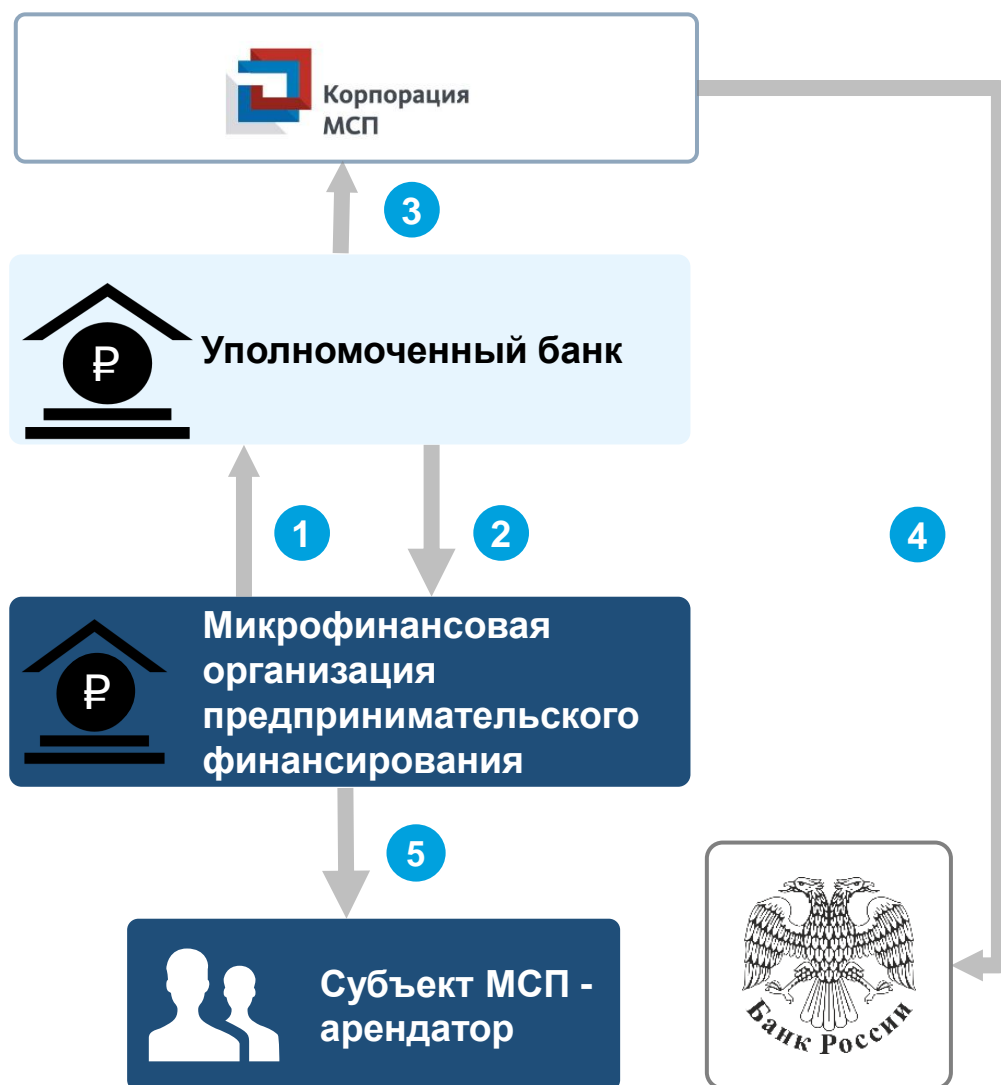 Корпорация
МСП
3
₽
Уполномоченный банк
1
2
4
₽
Микрофинансовая
организация
предпринимательского
финансирования
5
Субъект МСП -
арендатор
Банк России